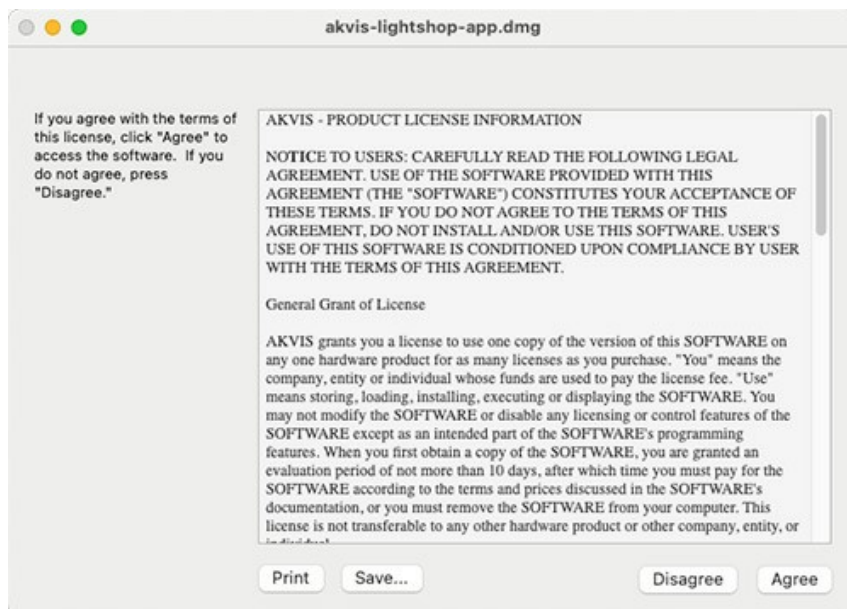 akvis-lightshop-app.dmg
If you agree with the terms of
this license, click "Agree" to
access the software.  If you
do not agree, press
"Disagree."
AKVIS - PRODUCT LICENSE INFORMATION
NOTICE TO USERS: CAREFULLY READ THE FOLLOWING LEGAL
AGREEMENT. USE OF THE SOFTWARE PROVIDED WITH THIS
AGREEMENT (THE "SOFTWARE") CONSTITUTES YOUR ACCEPTANCE OF
THESE TERMS. IF YOU DO NOT AGREE TO THE TERMS OF THIS
AGREEMENT, DO NOT INSTALL AND/OR USE THIS SOFTWARE. USER'S
USE OF THIS SOFTWARE IS CONDITIONED UPON COMPLIANCE BY USER
WITH THE TERMS OF THIS AGREEMENT.
General Grant of License
AKVIS grants you a license to use one copy of the version of this SOFTWARE on
any one hardware product for as many licenses as you purchase. "You" means the
company, entity or individual whose funds are used to pay the license fee. "Use"
means storing, loading, installing, executing or displaying the SOFTWARE. You
may not modify the SOFTWARE or disable any licensing or control features of the
SOFTWARE except as an intended part of the SOFTWARE's programming
features. When you first obtain a copy of the SOFTWARE, you are granted an
evaluation period of not more than 10 days, after which time you must pay for the
SOFTWARE according to the terms and prices discussed in the SOFTWARE's
documentation, or you must remove the SOFTWARE from your computer. This
license is not transferable to any other hardware product or other company, entity, or
Print
Save...
Disagree
Agree